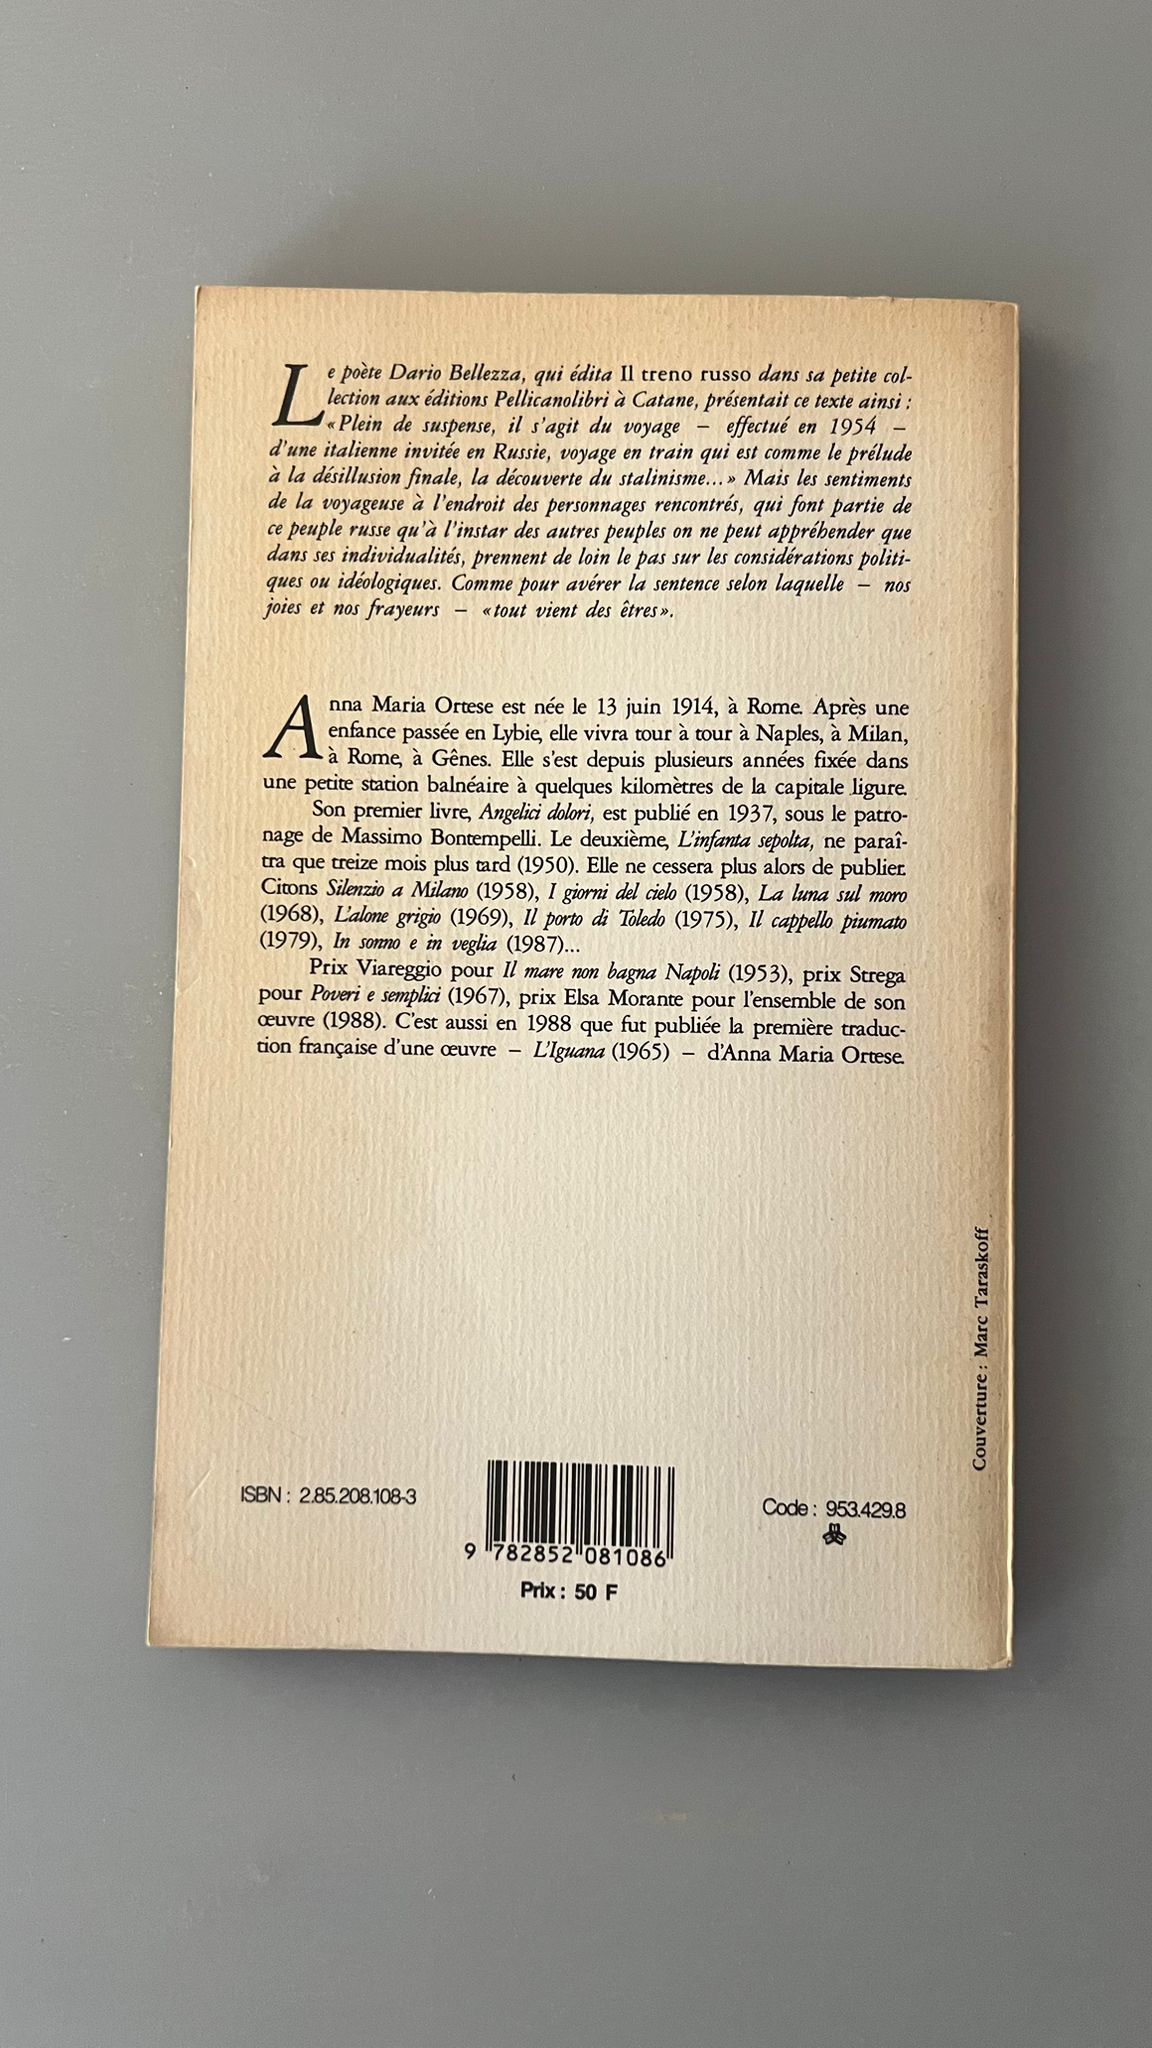 Le poète Dario Bellezza, qui édita Il treno russo dans sa petite col-
lection aux éditions Pellicanolibri à Catane, présentait ce texte ainsi :
«Plein de suspense, il s'agit du voyage – effectué en 1954 –
d'une italienne invitée en Russie, voyage en train qui est comme le prélude
à la désillusion finale, la découverte du stalinisme...» Mais les sentiments
de la voyageuse à l'endroit des personnages rencontrés, qui font partie de
ce peuple russe qu'à l'instar des autres peuples on ne peut appréhender que
dans ses individualités, prennent de loin le pas sur les considérations politi-
ques ou idéologiques. Comme pour avérer la sentence selon laquelle – nos
joies et nos frayeurs – «tout vient des êtres».
Anna Maria Ortese est née le 13 juin 1914, à Rome. Après une
enfance passée en Lybie, elle vivra tour à tour à Naples, à Milan,
à Rome, à Gênes. Elle s'est depuis plusieurs années fixée dans
une petite station balnéaire à quelques kilomètres de la capitale ligure.
Son premier livre, Angelici dolori, est publié en 1937, sous le patro-
nage de Massimo Bontempelli. Le deuxième, L'infanta sepolta, ne paraî-
tra que treize mois plus tard (1950). Elle ne cessera plus alors de publier.
Citons Silenzio a Milano (1958), I giorni del cielo (1958), La luna sul moro
(1968), L'alone grigio (1969), Il porto di Toledo (1975), Il cappello piumato
(1979), In sonno e in veglia (1987)...
Prix Viareggio pour Il mare non bagna Napoli (1953), prix Strega
pour Poveri e semplici (1967), prix Elsa Morante pour l'ensemble de son
œuvre (1988). C'est aussi en 1988 que fut publiée la première traduc-
tion française d'une œuvre – L'Iguana (1965) – d'Anna Maria Ortese.
Couverture : Marc Taraskoff
ISBN : 2.85.208.108-3
9 782852 081086
Prix : 50 F
Code : 953.429.8